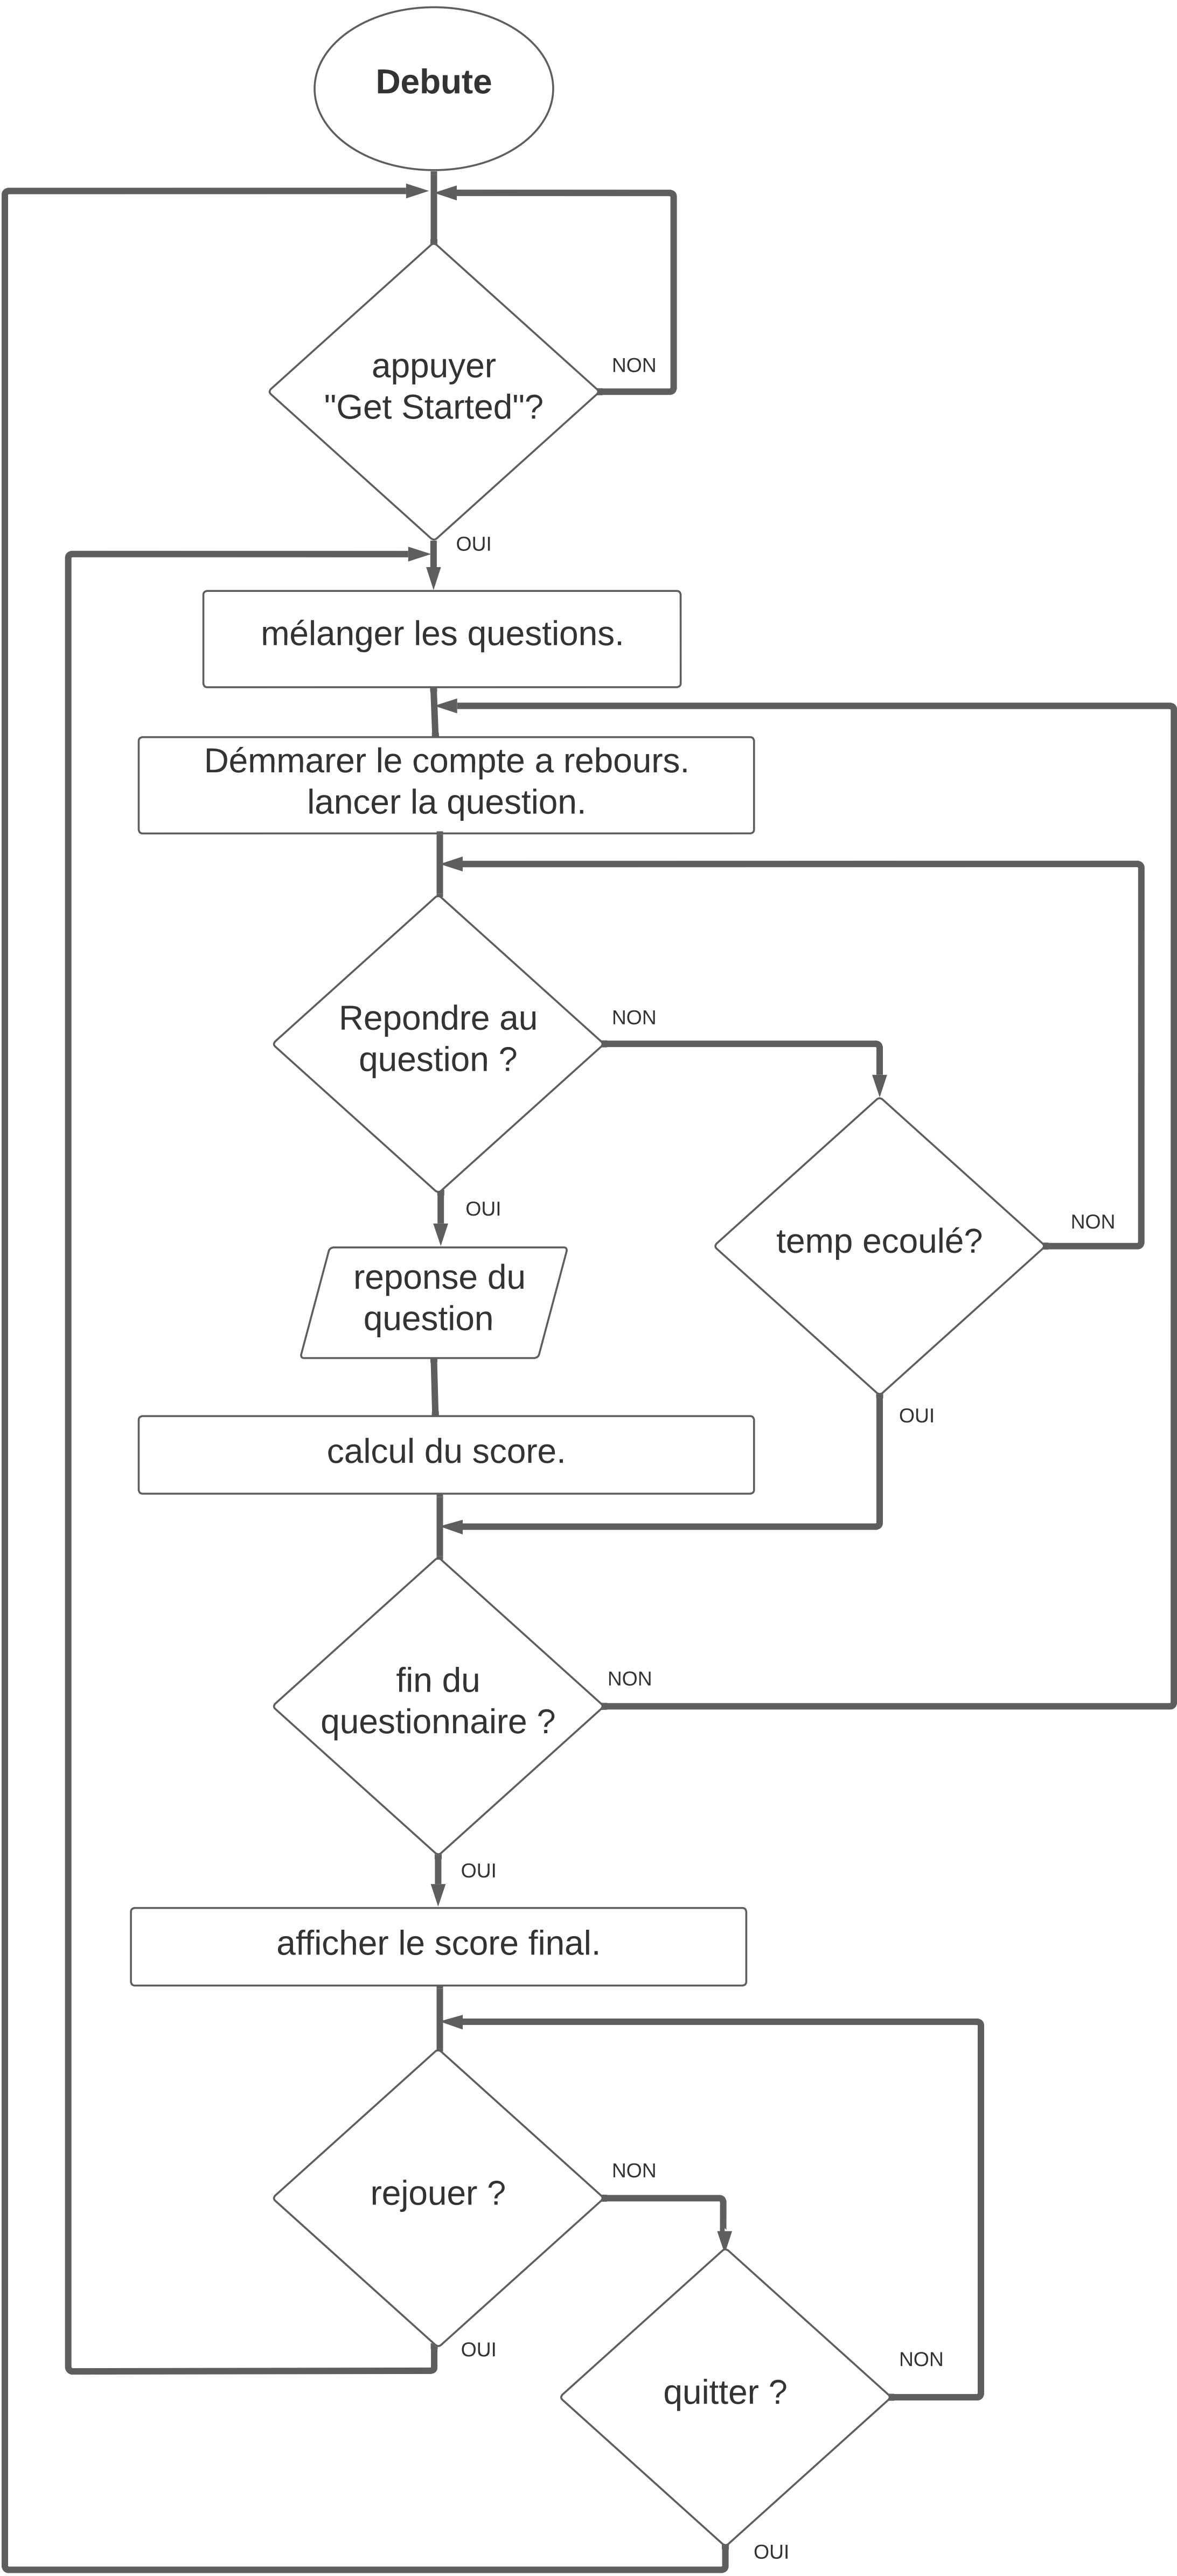 Debute
appuyer
"Get Started"?
NON
OUI
mélanger les questions.
Démmarer le compte a rebours.
lancer la question.
Repondre au
question ?
NON
OUI
temp ecoulé?
NON
OUI
reponse du
question
calcul du score.
fin du
questionnaire ?
NON
OUI
afficher le score final.
rejouer ?
NON
OUI
quitter ?
NON
OUI